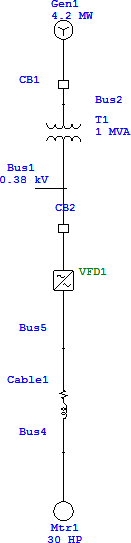 Gen1
4.2 MW
CB1
Bus2
T1
1 MVA
Bus1
0.38 kV
CB2
VFD1
Bus5
Cable1
Bus4
Mtr1
30 HP